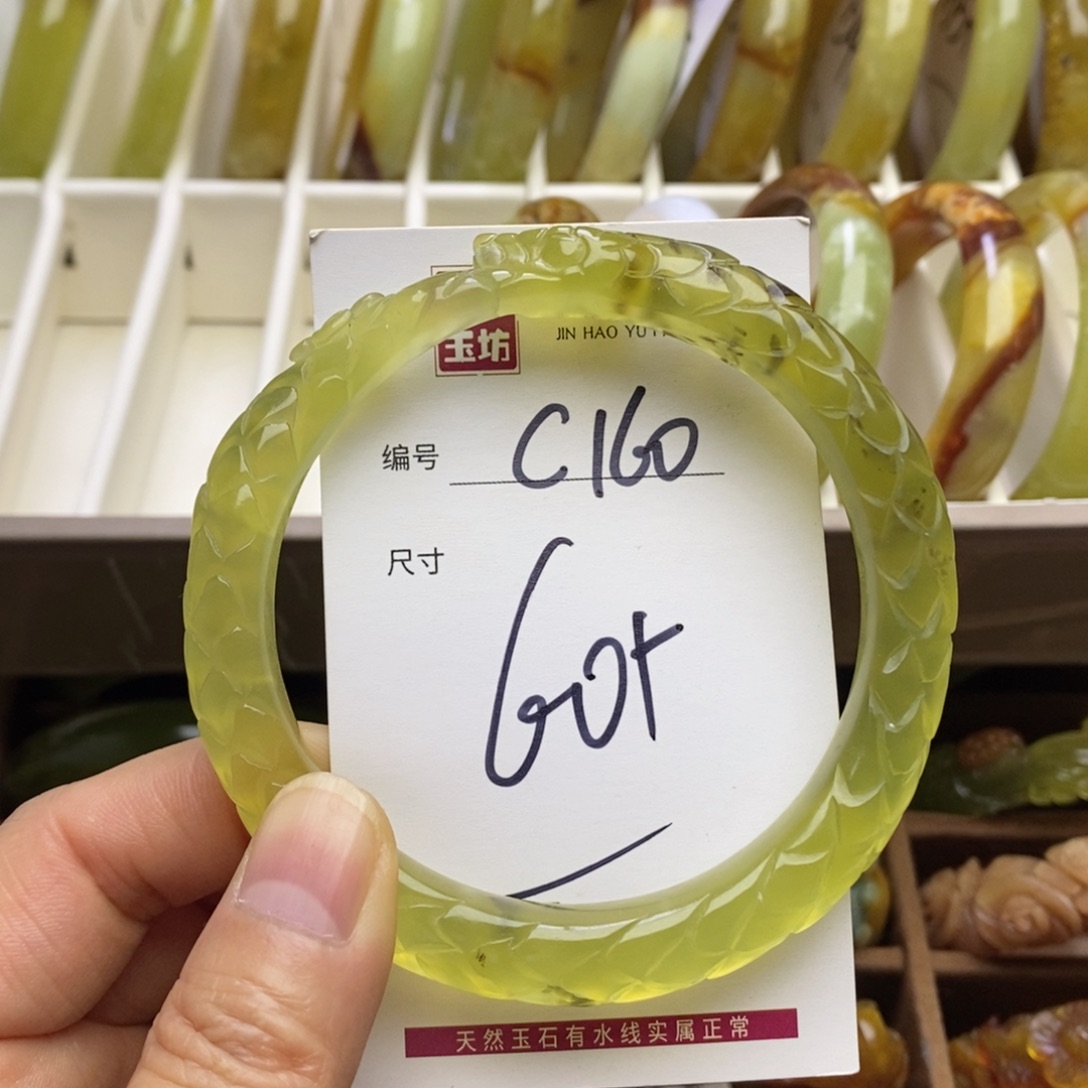 玉坊
JIN HAO YU
编号 C160
尺寸 60+
天然玉石有水线实属正常